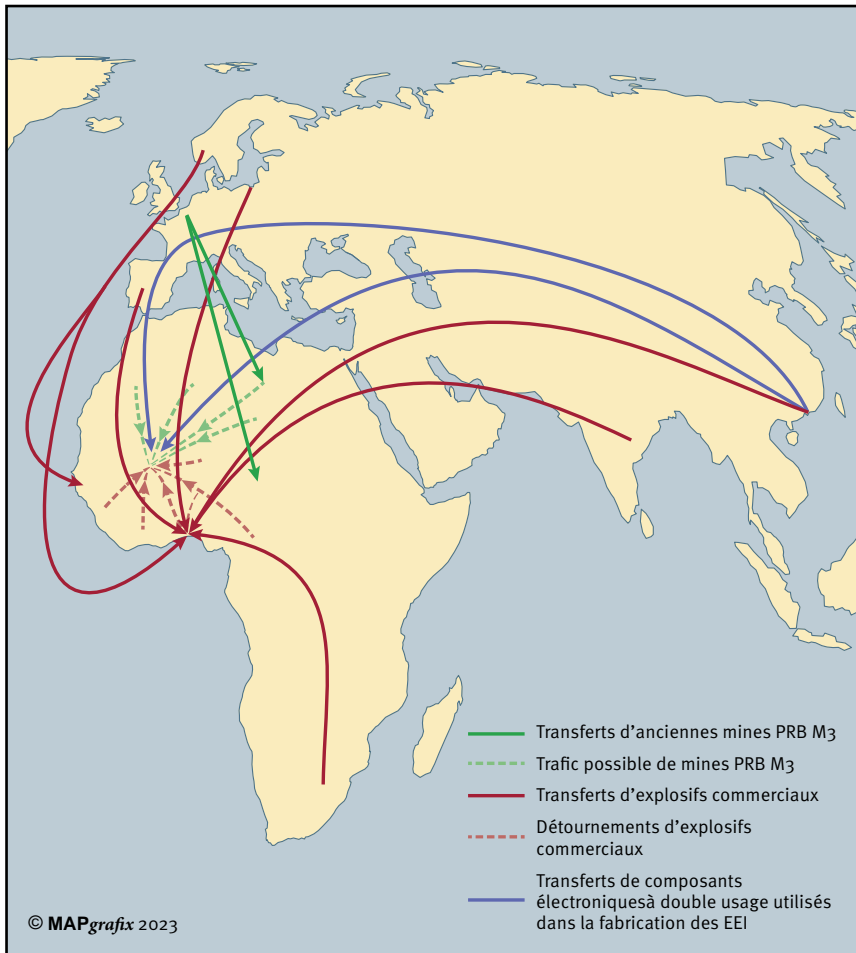 Transferts d’anciennes mines PRB M3
Trafic possible de mines PRB M3
Transferts d’explosifs commerciaux
Détournements d’explosifs
commerciaux
Transferts de composants
électroniquesà double usage utilisés
dans la fabrication des EEI
© MAPgrafix 2023